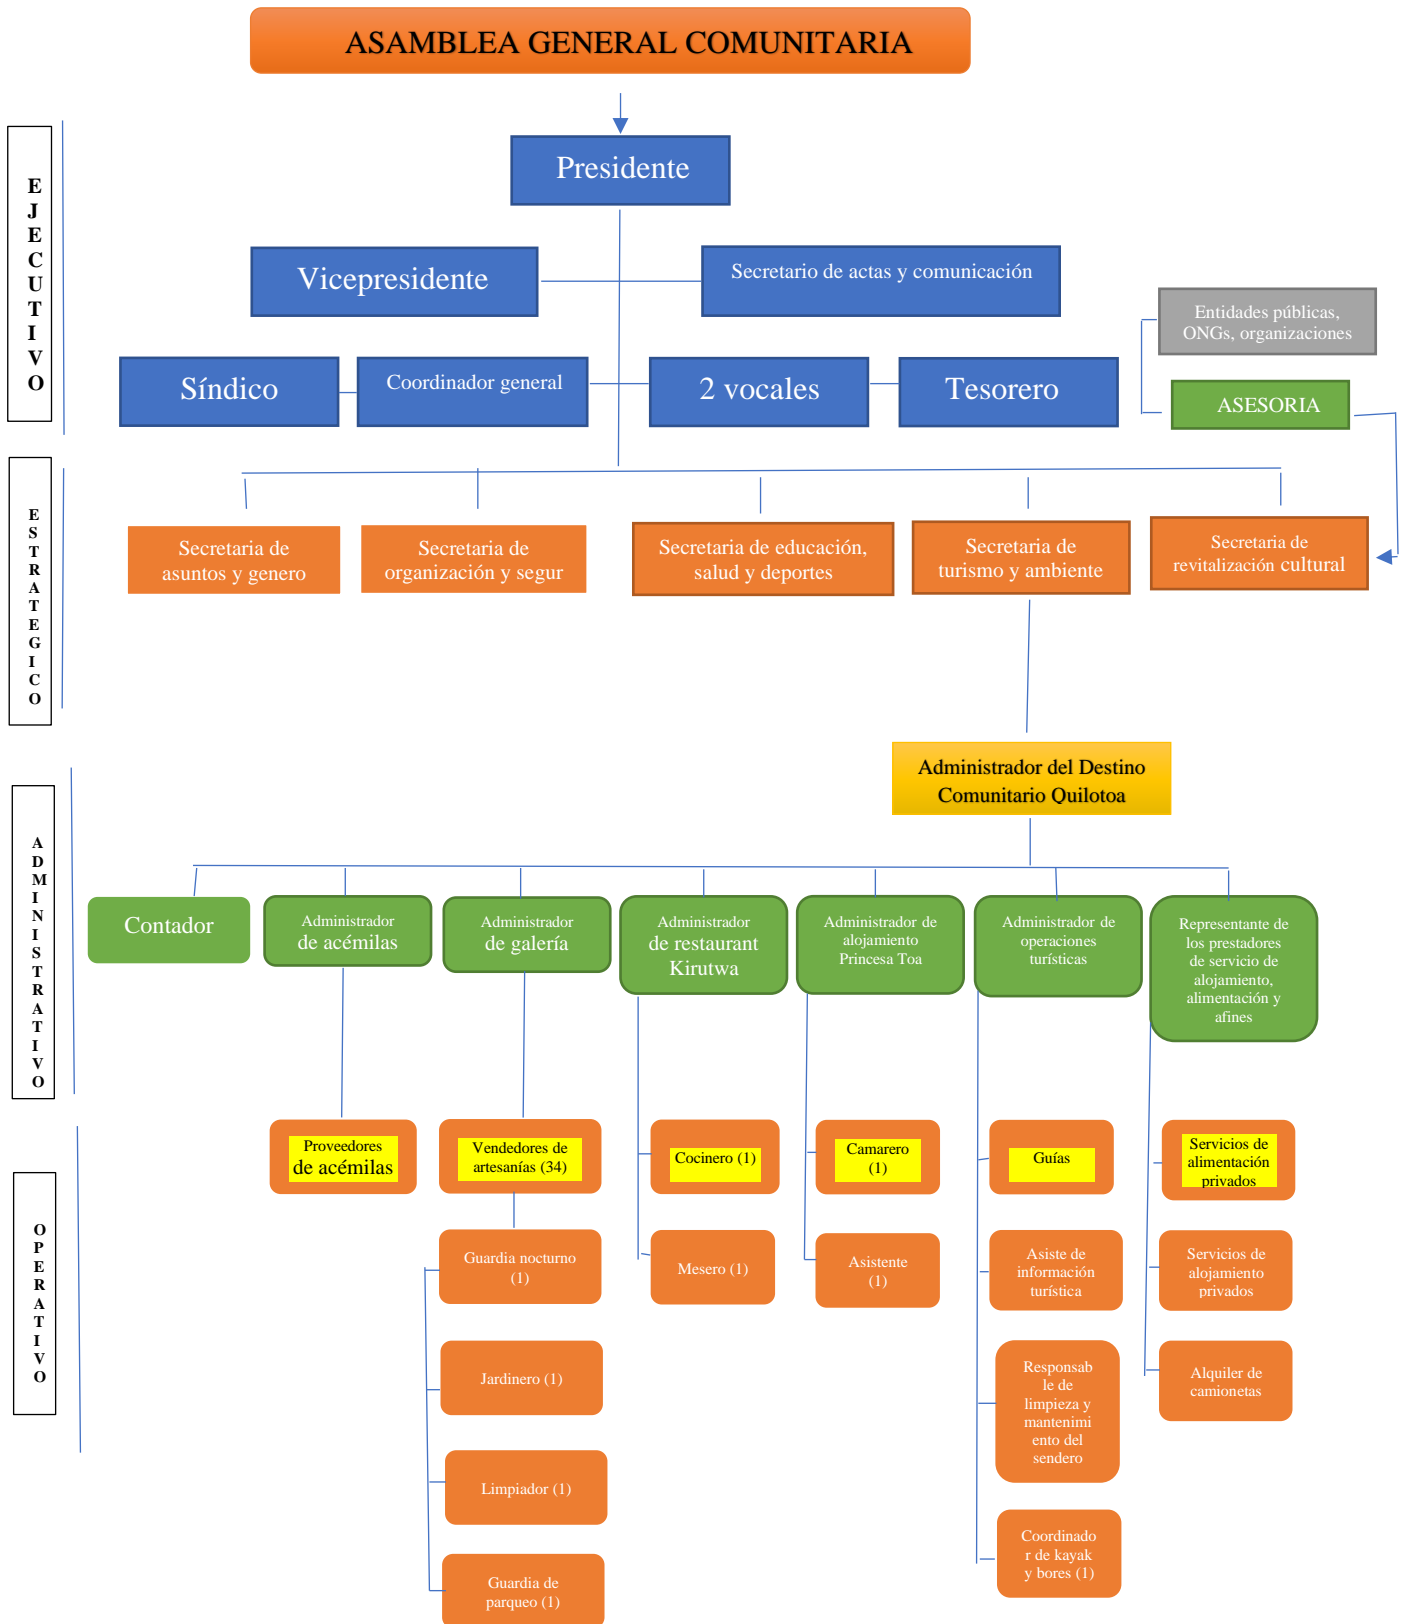 ASAMBLEA GENERAL COMUNITARIA
EJECUTIVO
Presidente
Vicepresidente
Secretario de actas y comunicación
Entidades públicas,
ONGs, organizaciones
Síndico
Coordinador general
2 vocales
Tesorero
ASESORIA
ESTRATEGICO
Secretaria de
asuntos y genero
Secretaria de
organización y segur
Secretaria de educación,
salud y deportes
Secretaria de
turismo y ambiente
Secretaria de
revitalización cultural
Administrador del Destino
Comunitario Quilotoa
ADMINISTRATIVO
Contador
Administrador
de acémilas
Administrador
de galería
Administrador
de restaurant
Kirutwa
Administrador de
alojamiento
Princesa Toa
Administrador de
operaciones
turísticas
Representante de
los prestadores
de servicio de
alojamiento,
alimentación y
afines
OPERATIVO
Proveedores
de acémilas
Vendedores de
artesanías (34)
Cocinero (1)
Camarero
(1)
Guías
Servicios de
alimentación
privados
Guardia nocturno
(1)
Mesero (1)
Asistente
(1)
Asiste de
información
turística
Servicios de
alojamiento
privados
Jardinero (1)
Responsab
le de
limpieza y
mantenimi
ento del
sendero
Alquiler de
camionetas
Limpiador (1)
Coordinado
r de kayak
y bores (1)
Guardia de
parqueo (1)